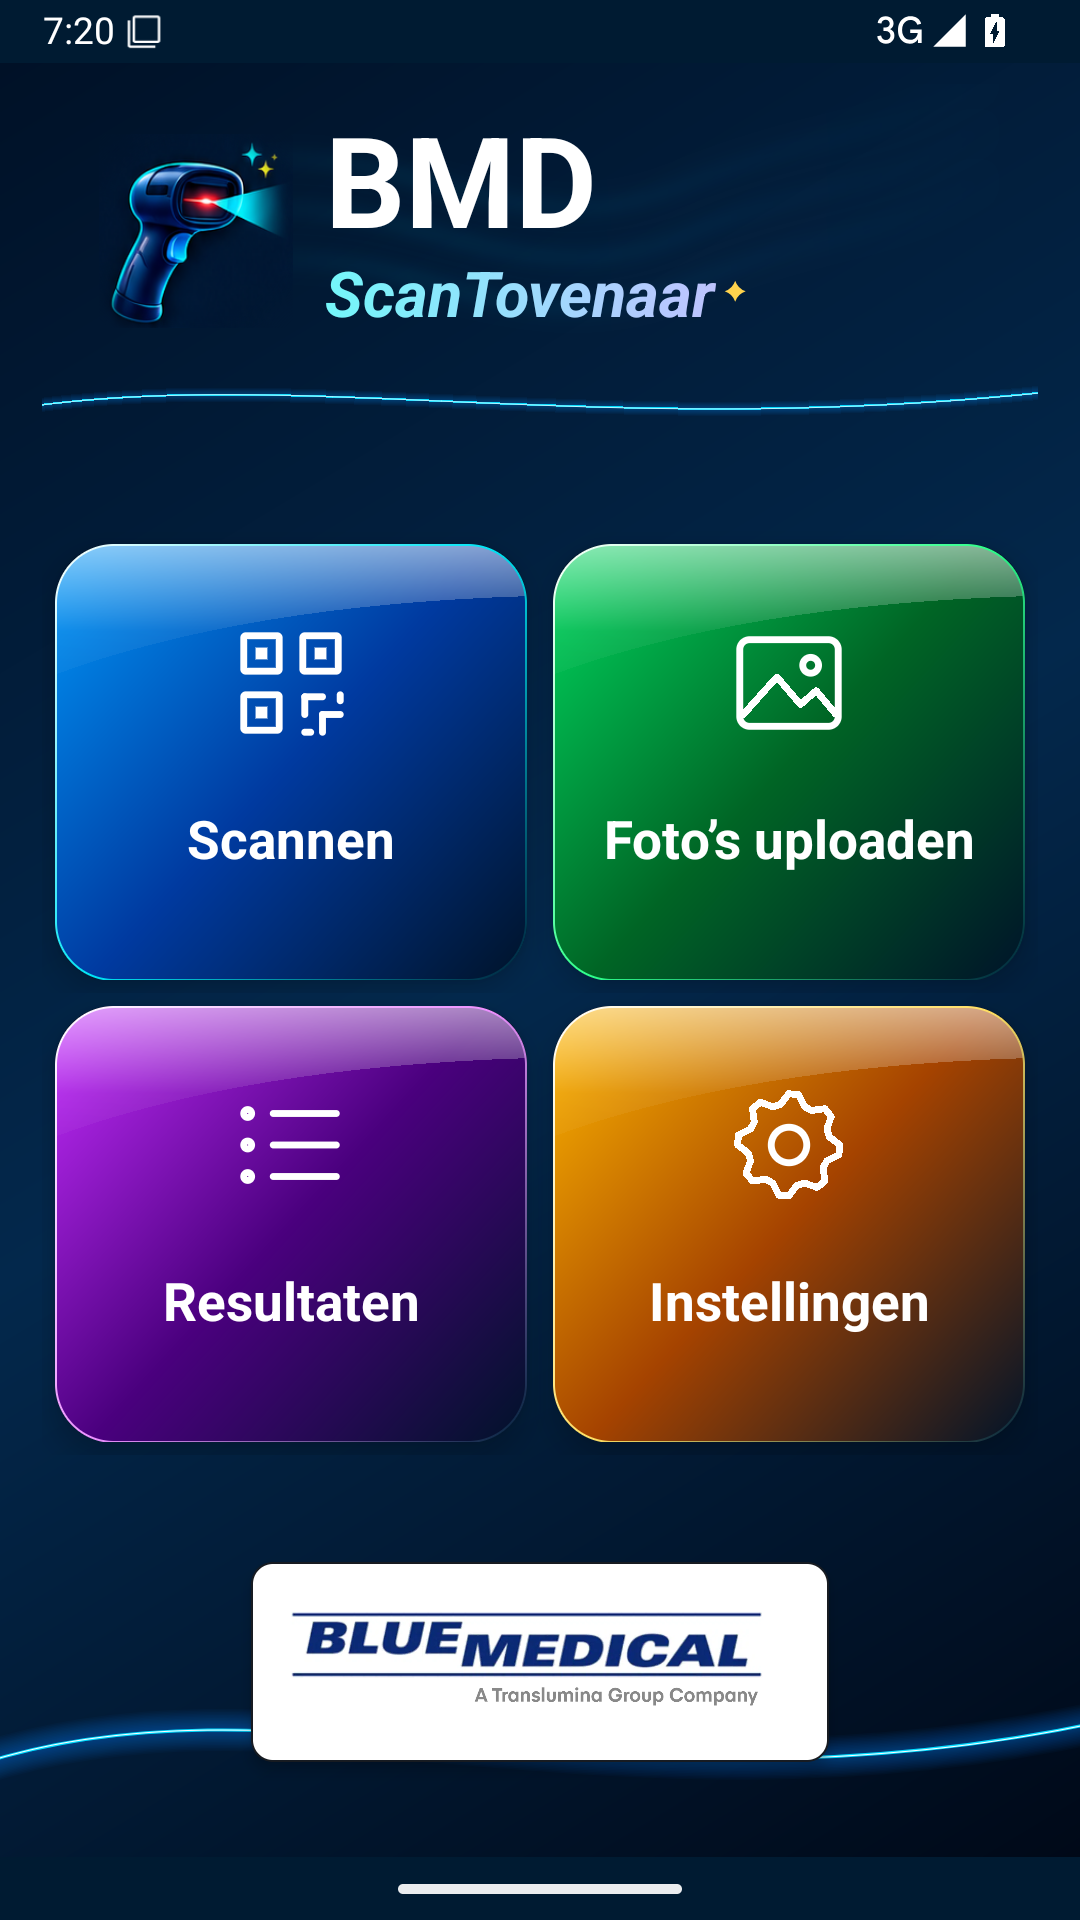 7:20
3G
BMD
ScanTovenaar
Scannen
Foto’s uploaden
Resultaten
Instellingen
BLUEMEDICAL
A Translumina Group Company